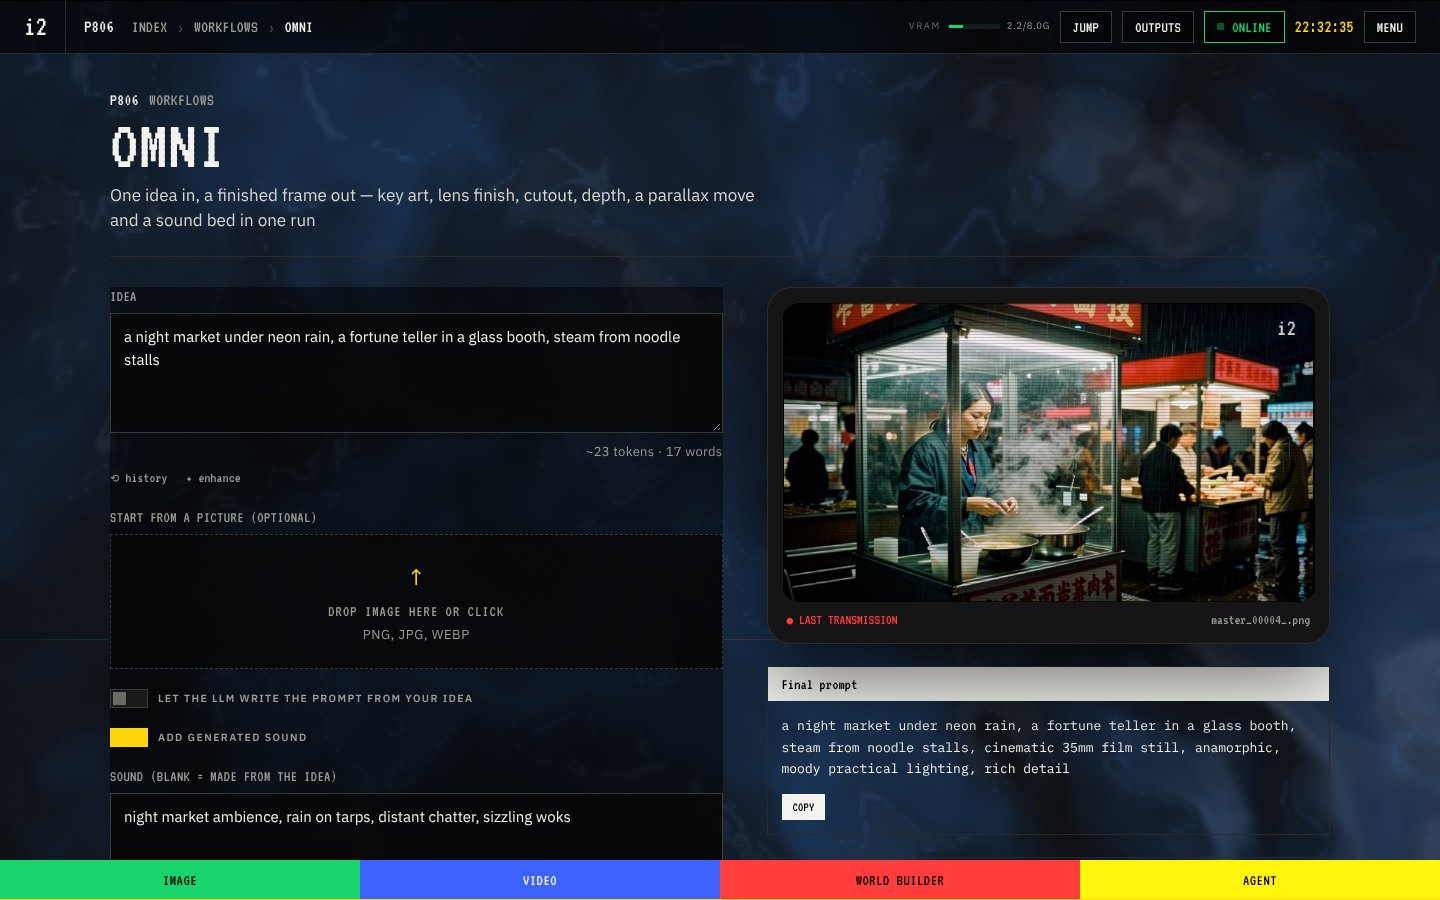 i2
P806 INDEX › WORKFLOWS › OMNI
VRAM 2.2/8.0G
JUMP
OUTPUTS
ONLINE
22:32:35
MENU
P806 WORKFLOWS
OMNI
One idea in, a finished frame out — key art, lens finish, cutout, depth, a parallax move
and a sound bed in one run
IDEA
a night market under neon rain, a fortune teller in a glass booth, steam from noodle
stalls
~23 tokens · 17 words
⟲ history ✦ enhance
START FROM A PICTURE (OPTIONAL)
↑
DROP IMAGE HERE OR CLICK
PNG, JPG, WEBP
LET THE LLM WRITE THE PROMPT FROM YOUR IDEA
ADD GENERATED SOUND
SOUND (BLANK = MADE FROM THE IDEA)
night market ambience, rain on tarps, distant chatter, sizzling woks
i2
● LAST TRANSMISSION
master_00004_.png
Final prompt
a night market under neon rain, a fortune teller in a glass booth,
steam from noodle stalls, cinematic 35mm film still, anamorphic,
moody practical lighting, rich detail
COPY
IMAGE
VIDEO
WORLD BUILDER
AGENT